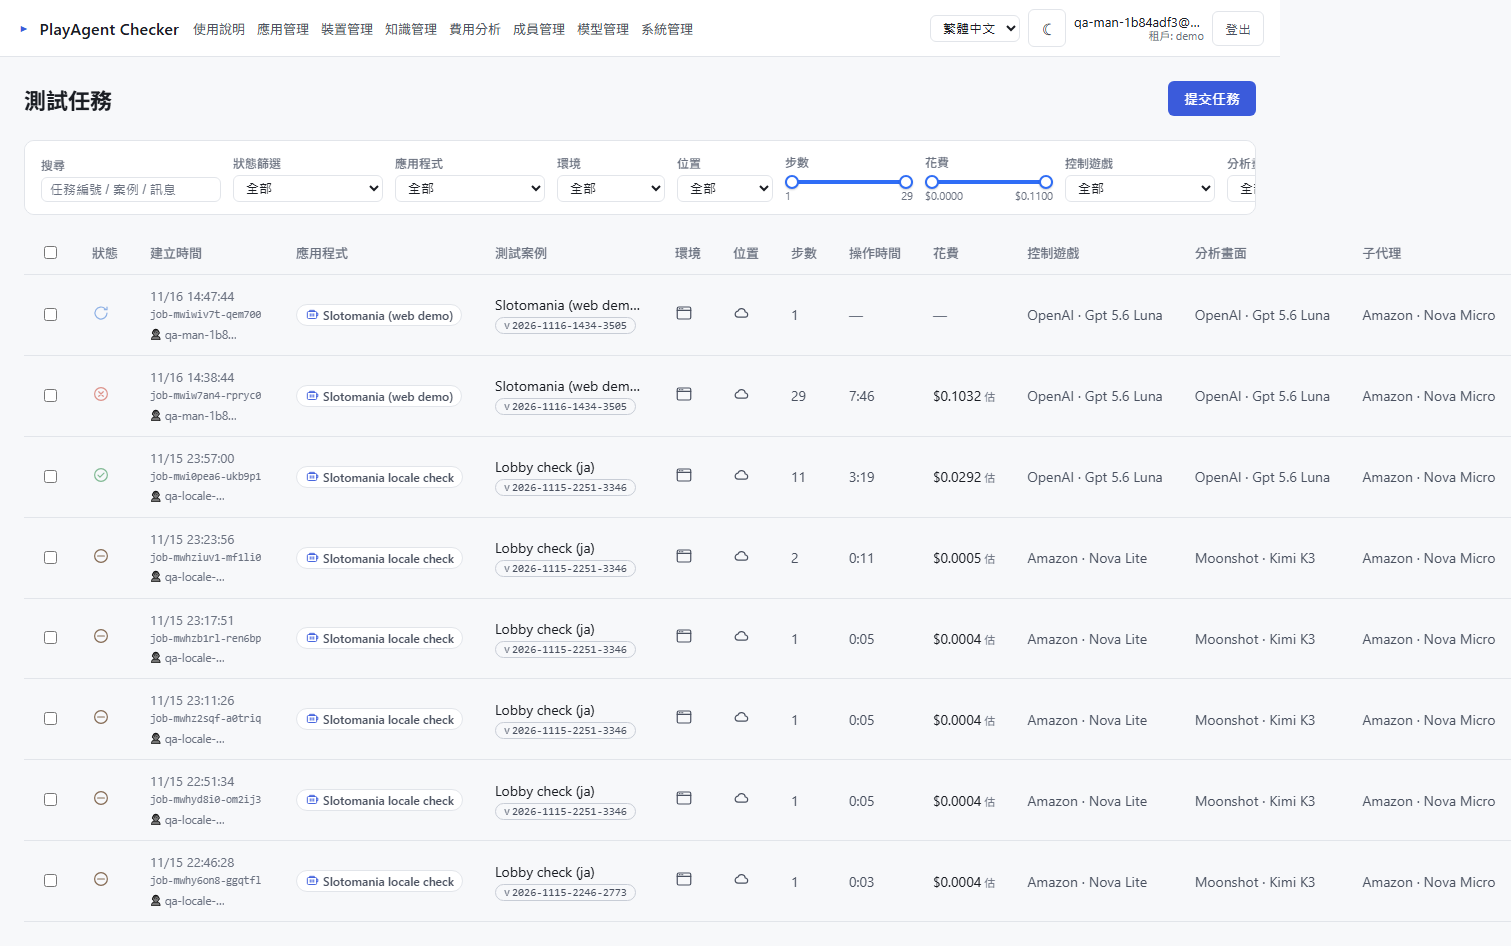 PlayAgent Checker 使用說明 應用管理 裝置管理 知識管理 費用分析 成員管理 模型管理 系統管理 繁體中文 qa-man-1b84adf3@... 登出
租戶: demo
測試任務 提交任務
搜尋 狀態篩選 應用程式 環境 位置 步數 花費 控制遊戲
任務編號 / 案例 / 訊息 全部 全部 全部 全部 1 29 $0.0000 $0.1100 全部
狀態 建立時間 應用程式 測試案例 環境 位置 步數 操作時間 花費 控制遊戲 分析畫面 子代理
11/16 14:47:44
job-mwiwiv7t-qem700
qa-man-1b8...
Slotomania (web demo)
Slotomania (web dem...
v 2026-1116-1434-3505
1 — — OpenAI · Gpt 5.6 Luna OpenAI · Gpt 5.6 Luna Amazon · Nova Micro
11/16 14:38:44
job-mwiw7an4-rpryc0
qa-man-1b8...
Slotomania (web demo)
Slotomania (web dem...
v 2026-1116-1434-3505
29 7:46 $0.1032 估 OpenAI · Gpt 5.6 Luna OpenAI · Gpt 5.6 Luna Amazon · Nova Micro
11/15 23:57:00
job-mwi0pea6-ukb9p1
qa-locale-...
Slotomania locale check
Lobby check (ja)
v 2026-1115-2251-3346
11 3:19 $0.0292 估 OpenAI · Gpt 5.6 Luna OpenAI · Gpt 5.6 Luna Amazon · Nova Micro
11/15 23:23:56
job-mwhziuv1-mf1li0
qa-locale-...
Slotomania locale check
Lobby check (ja)
v 2026-1115-2251-3346
2 0:11 $0.0005 估 Amazon · Nova Lite Moonshot · Kimi K3 Amazon · Nova Micro
11/15 23:17:51
job-mwhzb1rl-ren6bp
qa-locale-...
Slotomania locale check
Lobby check (ja)
v 2026-1115-2251-3346
1 0:05 $0.0004 估 Amazon · Nova Lite Moonshot · Kimi K3 Amazon · Nova Micro
11/15 23:11:26
job-mwhz2sqf-a0triq
qa-locale-...
Slotomania locale check
Lobby check (ja)
v 2026-1115-2251-3346
1 0:05 $0.0004 估 Amazon · Nova Lite Moonshot · Kimi K3 Amazon · Nova Micro
11/15 22:51:34
job-mwhyd8i0-om2ij3
qa-locale-...
Slotomania locale check
Lobby check (ja)
v 2026-1115-2251-3346
1 0:05 $0.0004 估 Amazon · Nova Lite Moonshot · Kimi K3 Amazon · Nova Micro
11/15 22:46:28
job-mwhy6on8-ggqtfl
qa-locale-...
Slotomania locale check
Lobby check (ja)
v 2026-1115-2246-2773
1 0:03 $0.0004 估 Amazon · Nova Lite Moonshot · Kimi K3 Amazon · Nova Micro